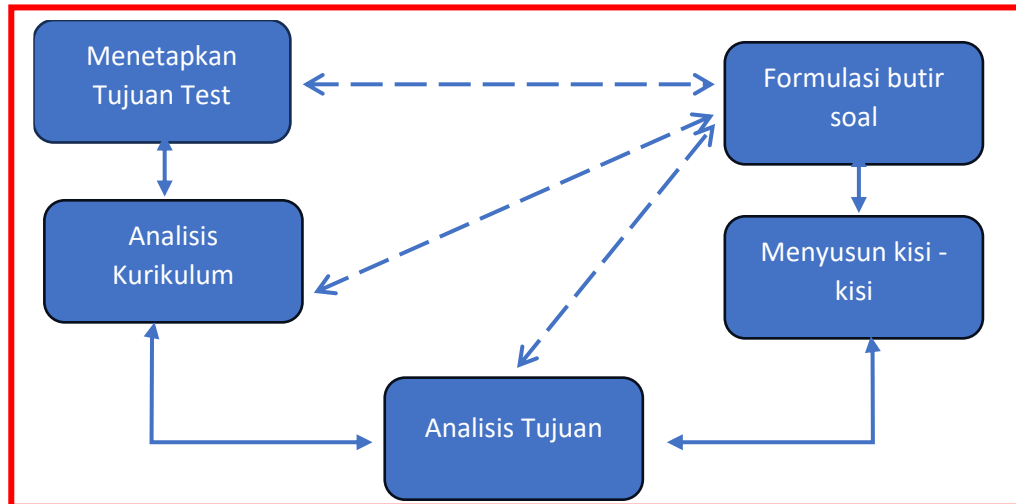 Menetapkan
Tujuan Test
Formulasi butir
soal
Analisis
Kurikulum
Menyusun kisi -
kisi
Analisis Tujuan